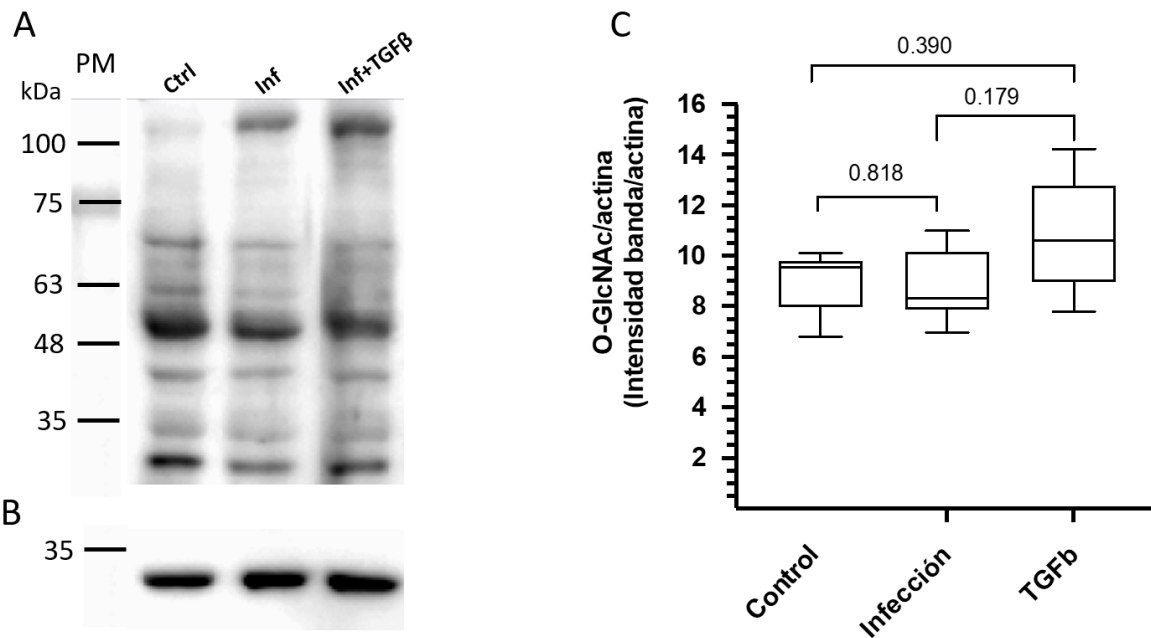 A
PM
kDa
Ctrl
Inf
Inf+TGFβ
100
75
63
48
35
B
35
C
0.390
0.179
0.818
O-GlcNAc/actina
(Intensidad banda/actina)
16
14
12
10
8
6
4
2
Control
Infección
TGFb